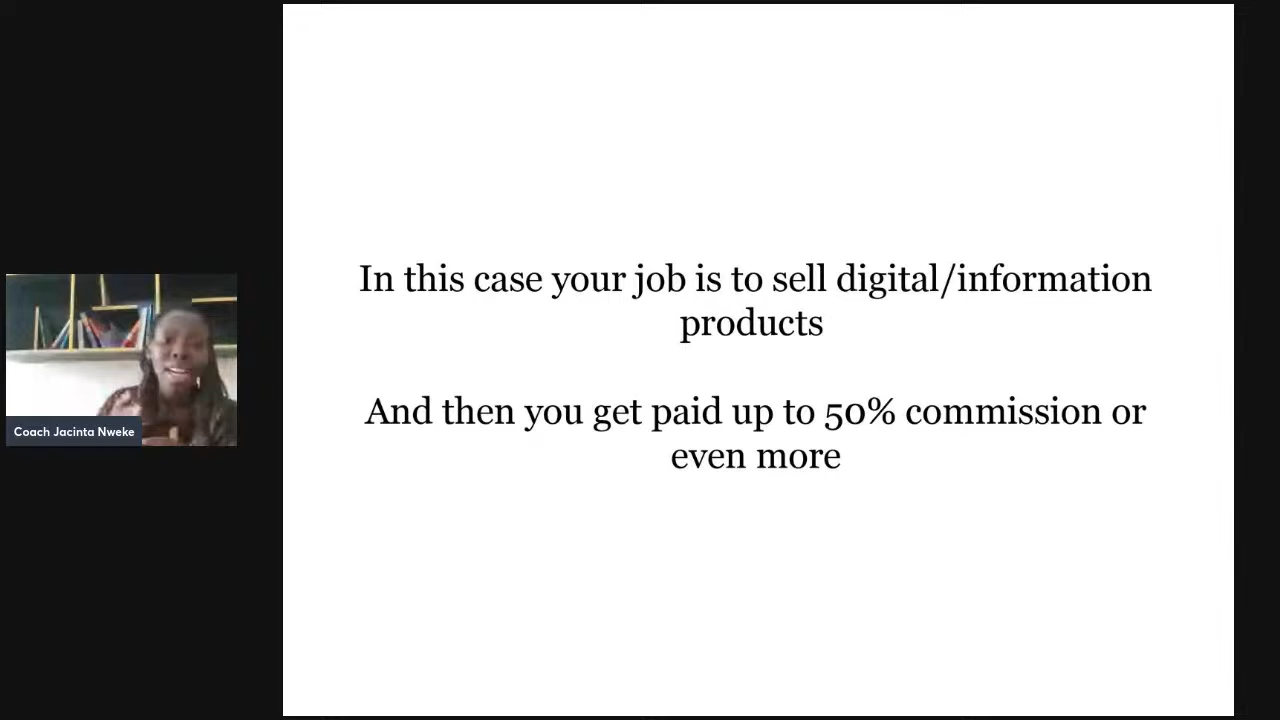 In this case your job is to sell digital/information
products
And then you get paid up to 50% commission or
even more
Coach Jacinta Nweke